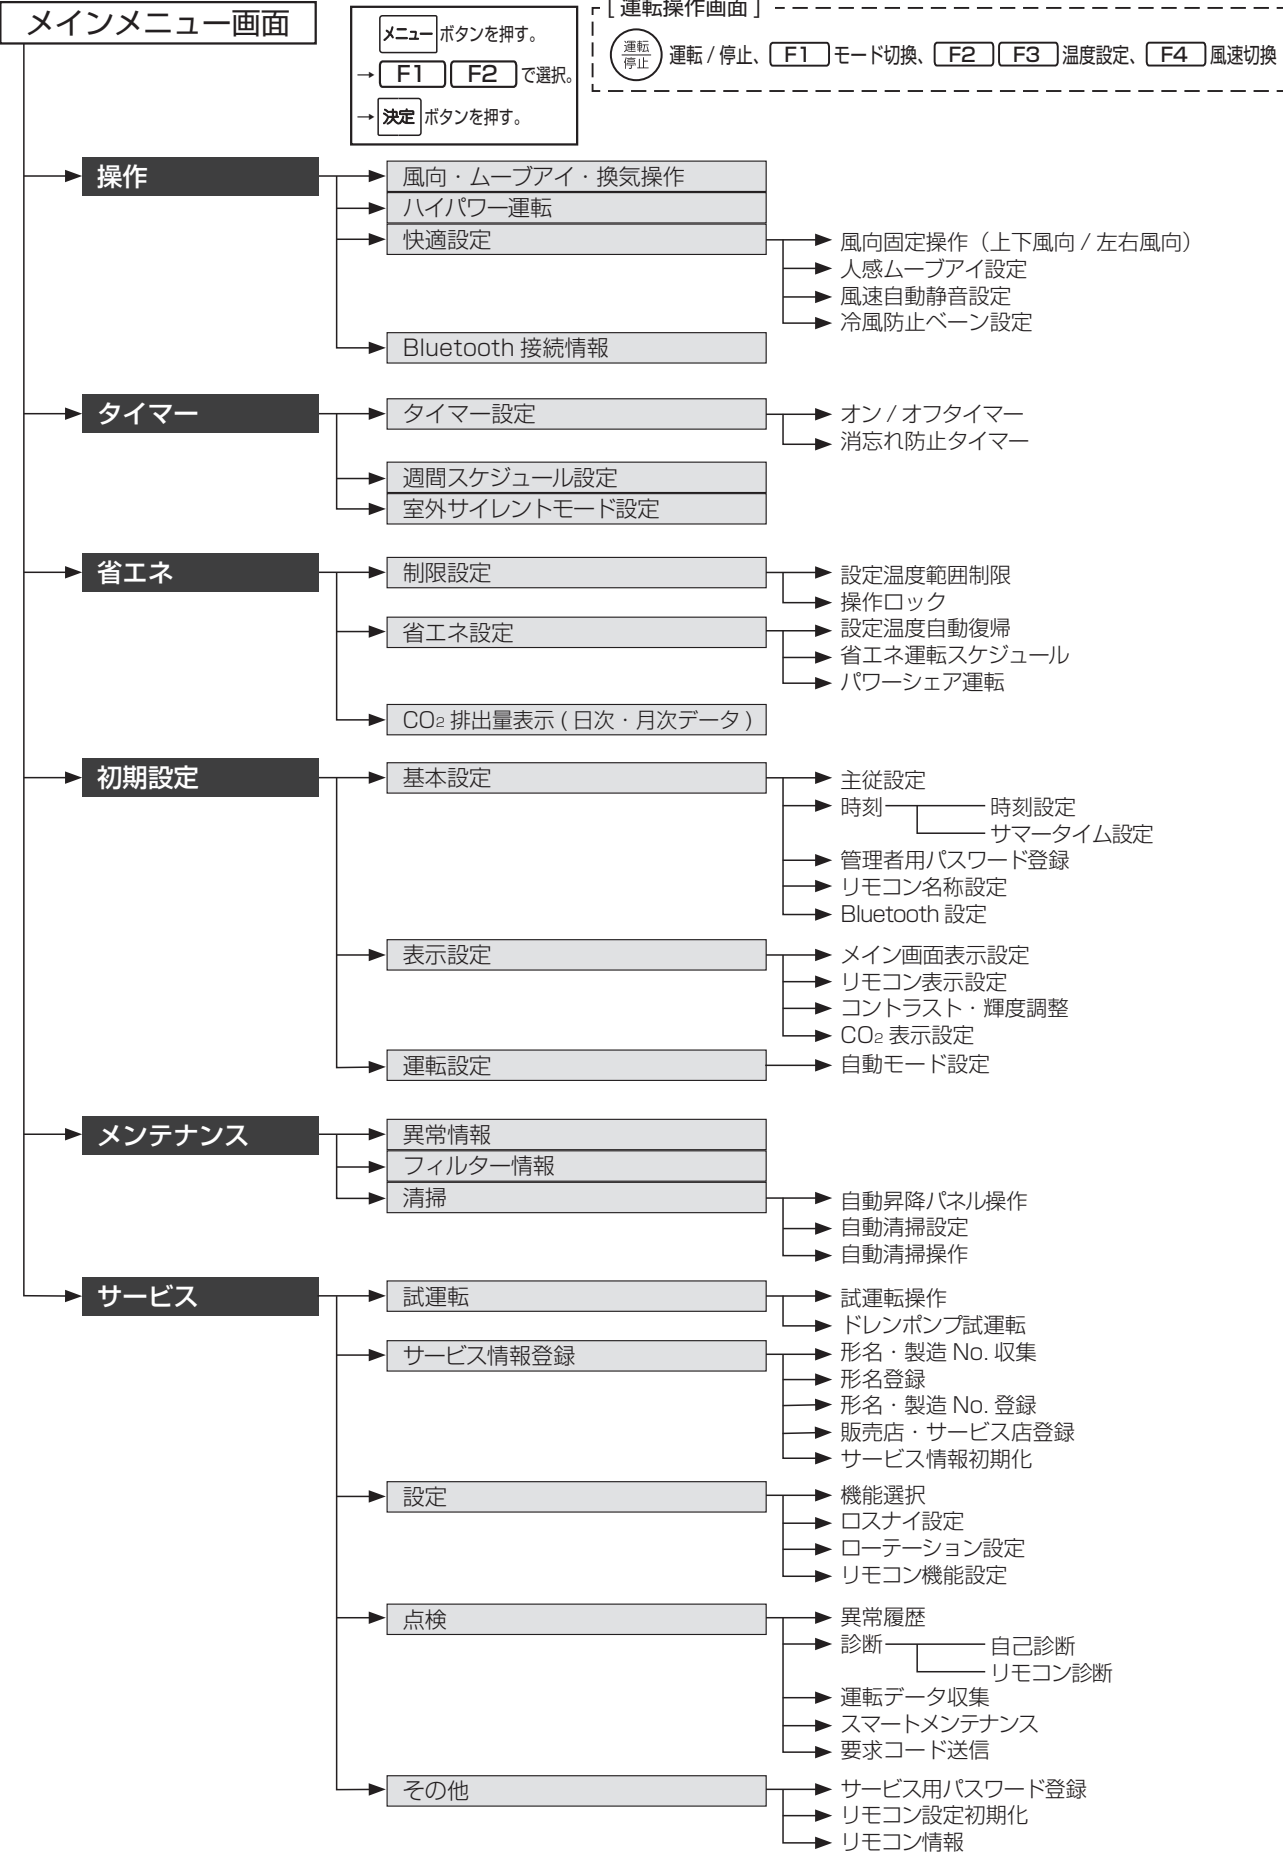 メインメニュー画面
メニュー ボタンを押す。
→ F1 F2 で選択。
→ 決定 ボタンを押す。
[ 運転操作画面 ]
運転 停止 運転 / 停止、 F1 モード切換、 F2 F3 温度設定、 F4 風速切換
操作
風向・ムーブアイ・換気操作
ハイパワー運転
快適設定
風向固定操作（上下風向 / 左右風向）
人感ムーブアイ設定
風速自動静音設定
冷風防止ベーン設定
Bluetooth 接続情報
タイマー
タイマー設定
オン / オフタイマー
消忘れ防止タイマー
週間スケジュール設定
室外サイレントモード設定
省エネ
制限設定
設定温度範囲制限
操作ロック
省エネ設定
設定温度自動復帰
省エネ運転スケジュール
パワーシェア運転
CO2 排出量表示 ( 日次・月次データ )
初期設定
基本設定
主従設定
時刻
時刻設定
サマータイム設定
管理者用パスワード登録
リモコン名称設定
Bluetooth 設定
表示設定
メイン画面表示設定
リモコン表示設定
コントラスト・輝度調整
CO2 表示設定
運転設定
自動モード設定
メンテナンス
異常情報
フィルター情報
清掃
自動昇降パネル操作
自動清掃設定
自動清掃操作
サービス
試運転
試運転操作
ドレンポンプ試運転
サービス情報登録
形名・製造 No. 収集
形名登録
形名・製造 No. 登録
販売店・サービス店登録
サービス情報初期化
設定
機能選択
ロスナイ設定
ローテーション設定
リモコン機能設定
点検
異常履歴
診断
自己診断
リモコン診断
運転データ収集
スマートメンテナンス
要求コード送信
その他
サービス用パスワード登録
リモコン設定初期化
リモコン情報